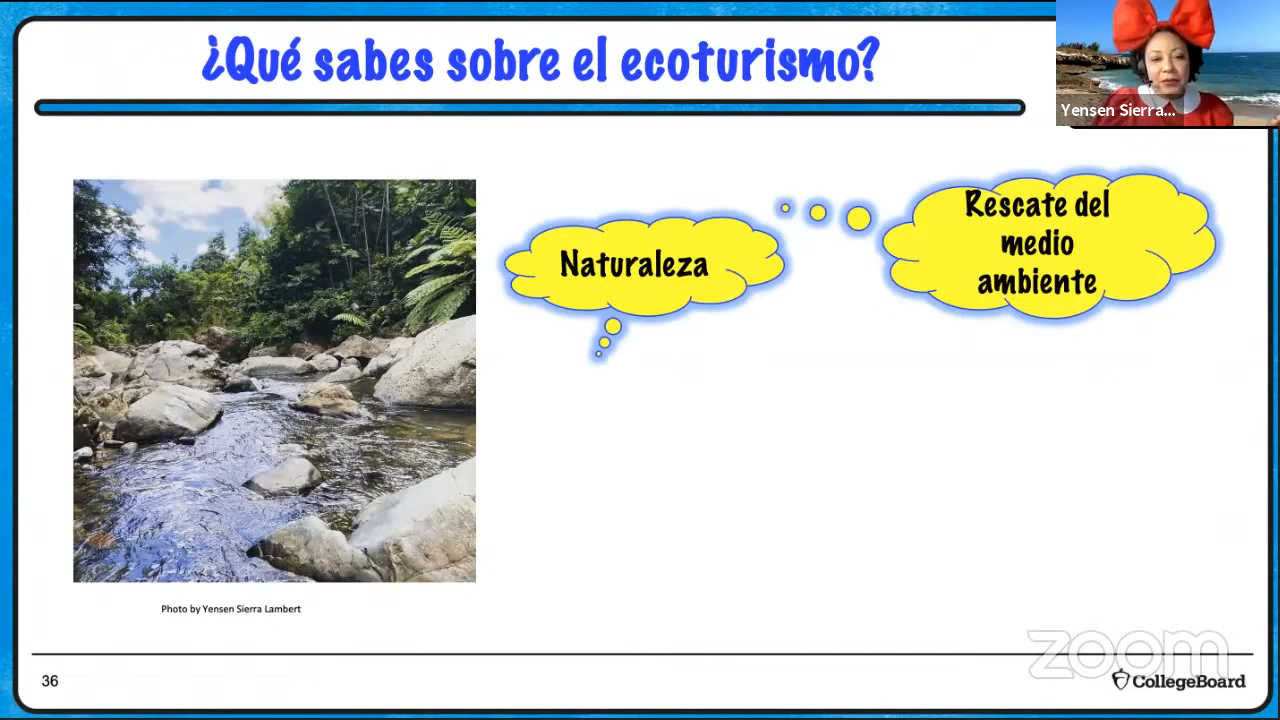 ¿Qué sabes sobre el ecoturismo?
Yensen Sierra...
Rescate del
medio
ambiente
Naturaleza
Photo by Yensen Sierra Lambert
zoom
36
CollegeBoard